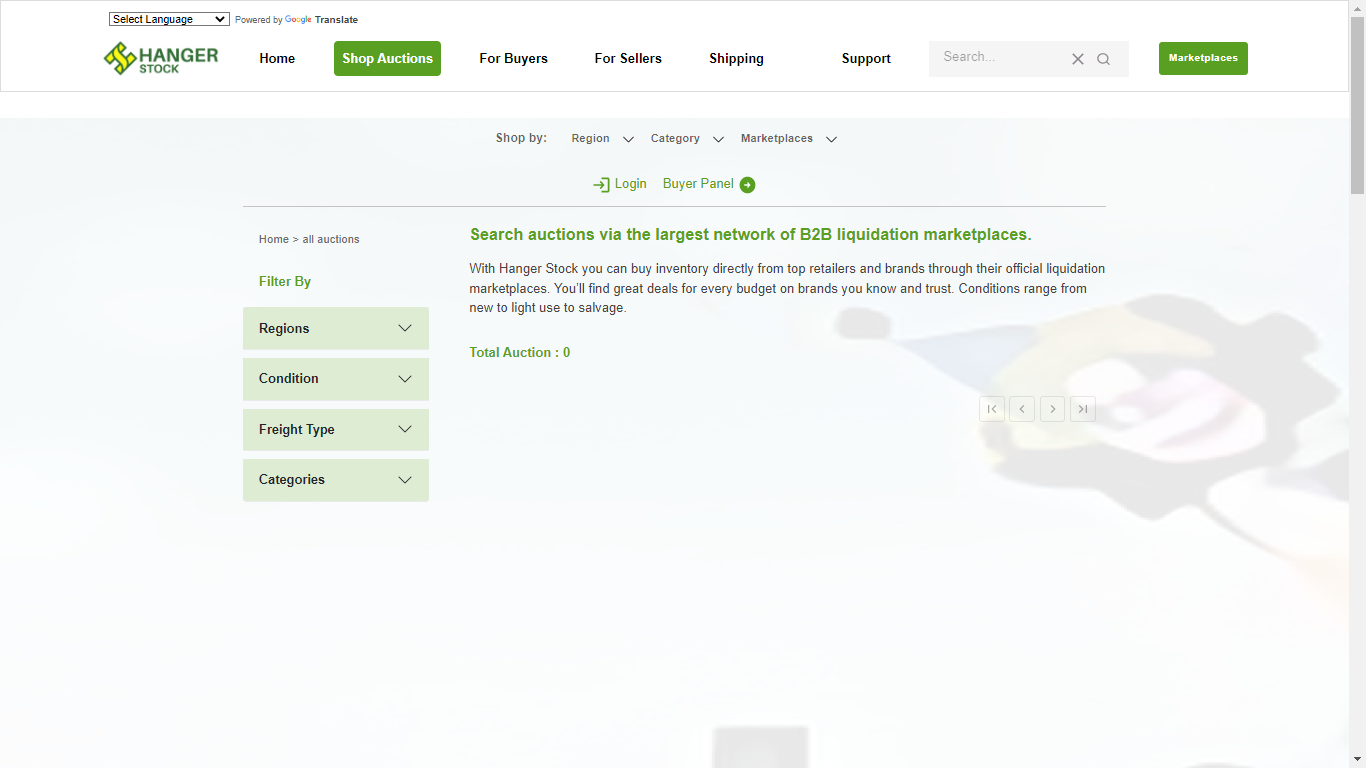 Select Language
Powered by Google Translate
HANGER
STOCK
Home
Shop Auctions
For Buyers
For Sellers
Shipping
Support
Search...
Marketplaces
Shop by:
Region
Category
Marketplaces
Login
Buyer Panel
Home > all auctions
Filter By
Regions
Condition
Freight Type
Categories
Search auctions via the largest network of B2B liquidation marketplaces.
With Hanger Stock you can buy inventory directly from top retailers and brands through their official liquidation
marketplaces. You'll find great deals for every budget on brands you know and trust. Conditions range from
new to light use to salvage.
Total Auction : 0